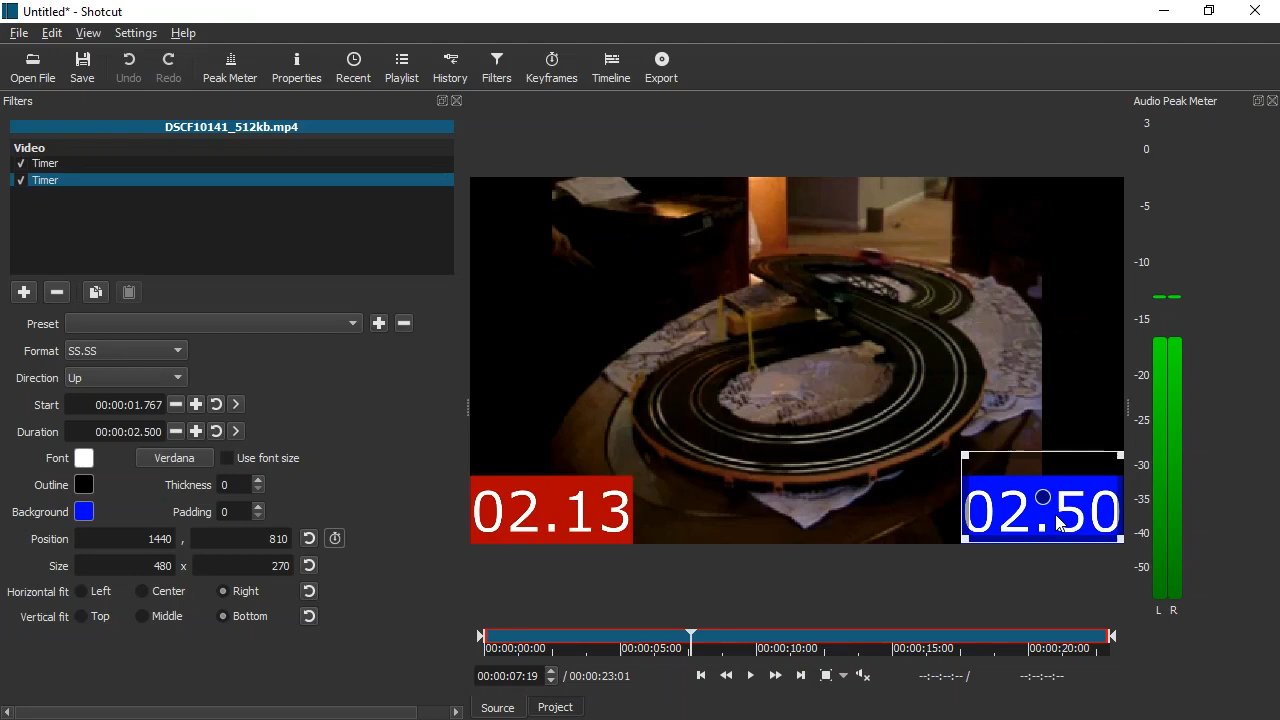 Untitled* - Shotcut
File Edit View Settings Help
Open File Save Undo Redo Peak Meter Properties Recent Playlist History Filters Keyframes Timeline Export
Filters
Audio Peak Meter
DSCF10141_512kb.mp4
Video
✓ Timer
✓ Timer
Preset
Format SS.SS
Direction Up
Start 00:00:01.767
Duration 00:00:02.500
Font Verdana Use font size
Outline Thickness 0
Background Padding 0
Position 1440 , 810
Size 480 x 270
Horizontal fit Left Center Right
Vertical fit Top Middle Bottom
02.13
02.50
3
0
-5
-10
-15
-20
-25
-30
-35
-40
-50
L R
00:00:00:00 00:00:05:00 00:00:10:00 00:00:15:00 00:00:20:00
00:00:07:19 / 00:00:23:01 --:--:--:-- / --:--:--:--
Source Project